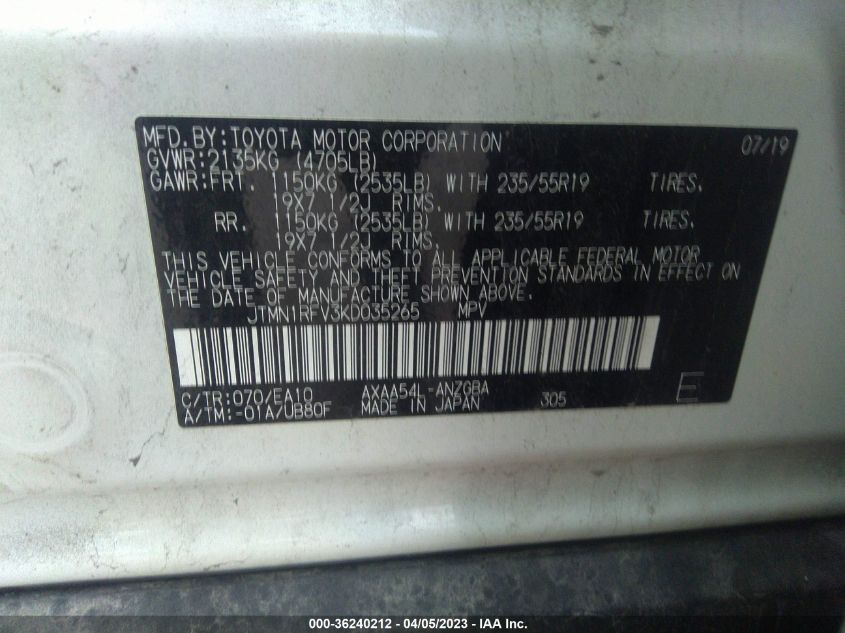 MFD.BY:TOYOTA MOTOR CORPORATION 07/19
GVWR:2135KG (4705LB)
GAWR:FRT. 1150KG (2535LB) WITH 235/55R19 TIRES.
19X7 1/2J RIMS.
RR. 1150KG (2535LB) WITH 235/55R19 TIRES.
19X7 1/2J RIMS.
THIS VEHICLE CONFORMS TO ALL APPLICABLE FEDERAL MOTOR
VEHICLE SAFETY AND THEFT PREVENTION STANDARDS IN EFFECT ON
THE DATE OF MANUFACTURE SHOWN ABOVE.
JTMN1RFV3KD035265 MPV
C/TR:070/EA10 AXAA54L-ANZGBA 305 E
A/TM:-01A/UB80F MADE IN JAPAN
000-36240212 - 04/05/2023 - IAA Inc.